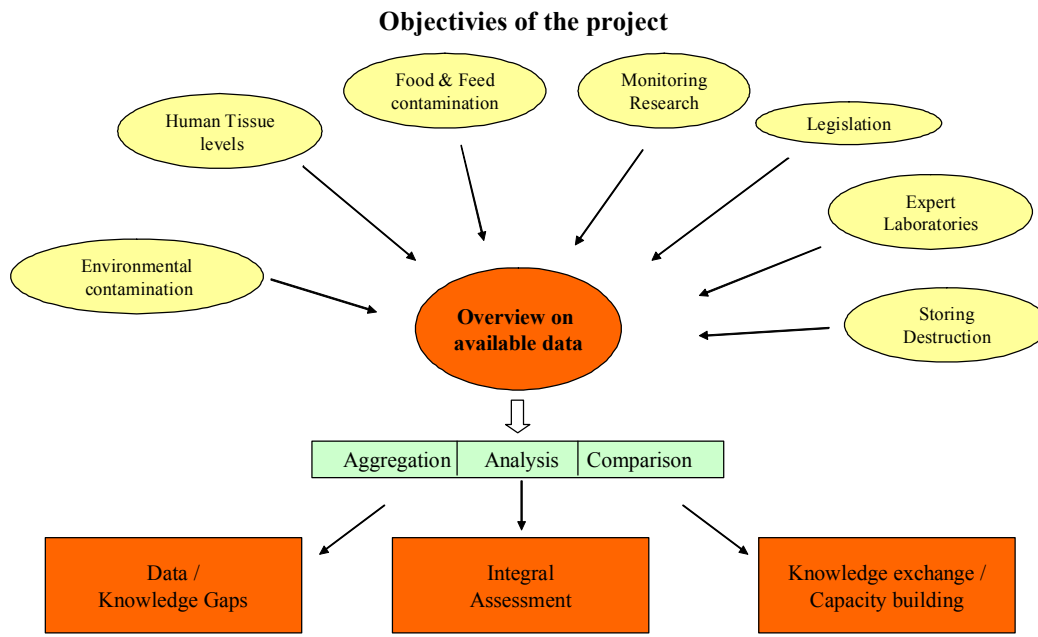 Objectivies of the project
Food & Feed
contamination
Monitoring
Research
Human Tissue
levels
Legislation
Expert
Laboratories
Environmental
contamination
Storing
Destruction
Overview on
available data
Aggregation Analysis Comparison
Data /
Knowledge Gaps
Integral
Assessment
Knowledge exchange /
Capacity building